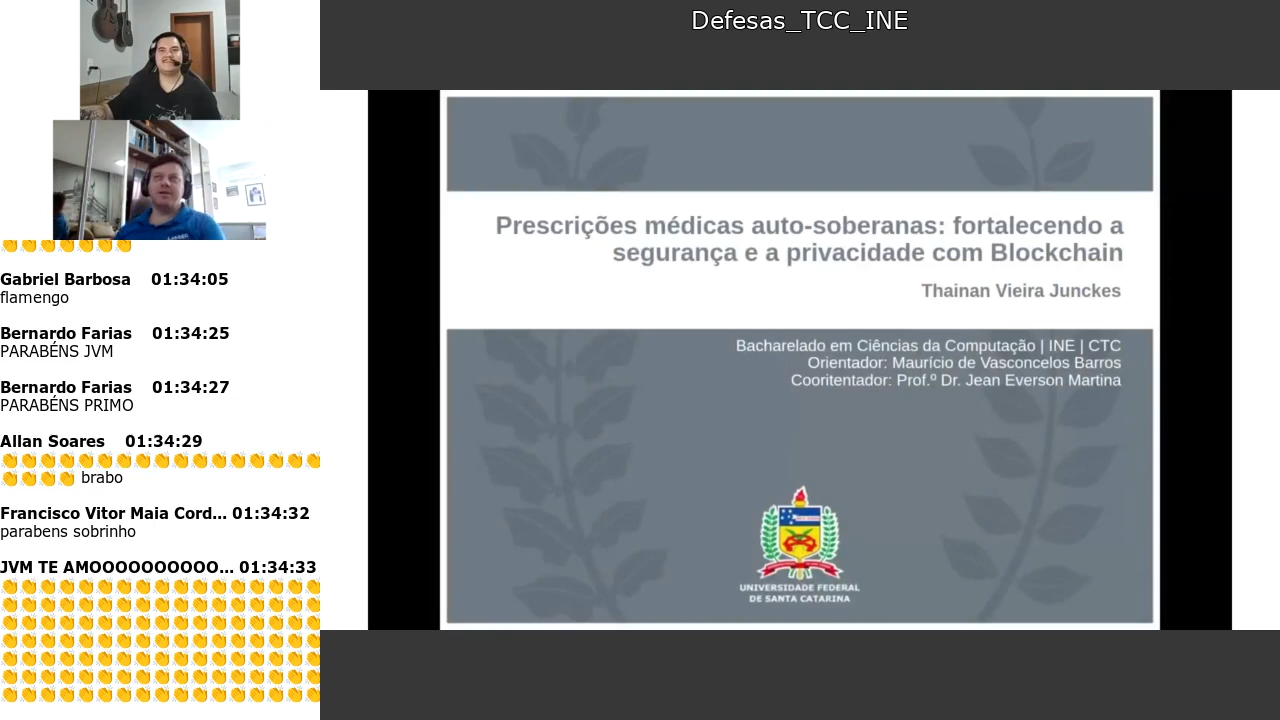 Defesas_TCC_INE
Gabriel Barbosa 01:34:05
flamengo
Bernardo Farias 01:34:25
PARABÉNS JVM
Bernardo Farias 01:34:27
PARABÉNS PRIMO
Allan Soares 01:34:29
👏👏👏👏👏👏👏👏👏👏👏👏👏👏👏👏👏
👏👏👏👏 brabo
Francisco Vitor Maia Cord... 01:34:32
parabens sobrinho
JVM TE AMOOOOOOOOOO... 01:34:33
Prescrições médicas auto-soberanas: fortalecendo a
segurança e a privacidade com Blockchain
Thainan Vieira Junckes
Bacharelado em Ciências da Computação | INE | CTC
Orientador: Maurício de Vasconcelos Barros
Cooritentador: Prof.º Dr. Jean Everson Martina
UNIVERSIDADE FEDERAL
DE SANTA CATARINA